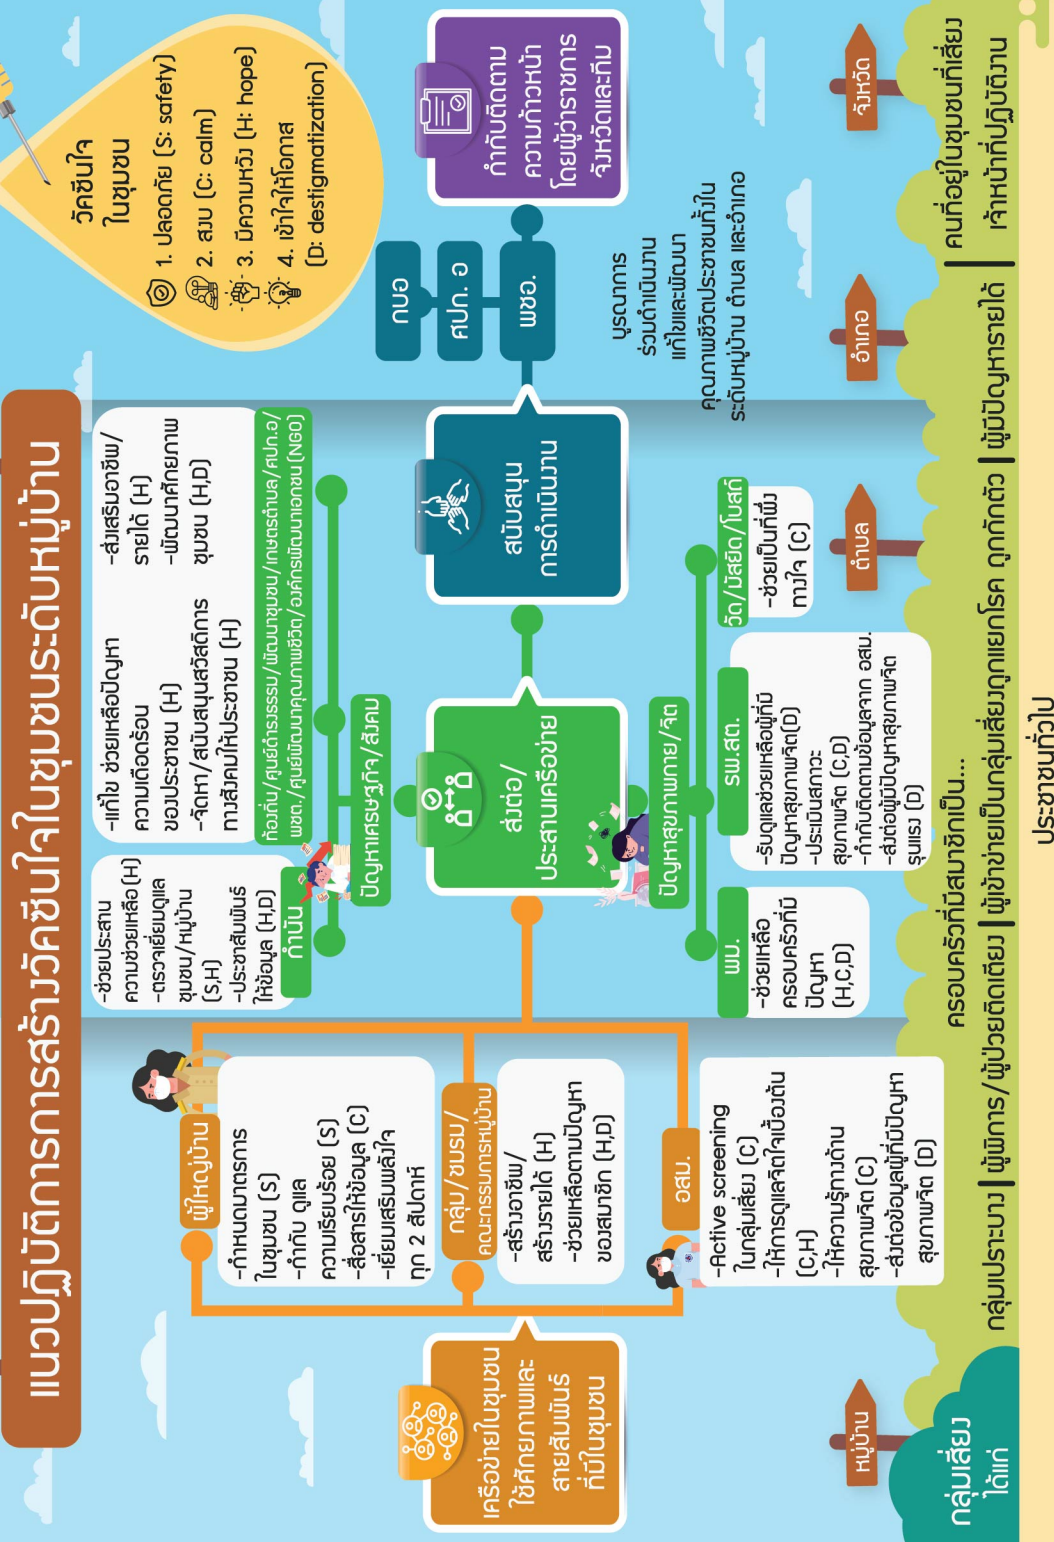 แนวปฏิบัติการการสร้างวัคซีนใจในชุมชนระดับหมู่บ้าน
วัคซีนใจ
ในชุมชน
1. ปลอดภัย (S: safety)
2. สงบ (C: calm)
3. มีความหวัง (H: hope)
4. เข้าใจให้โอกาส
(D: destigmatization)
เครือข่ายในชุมชน
ใช้ศักยภาพและ
สายสัมพันธ์
ที่มีในชุมชน
ผู้ใหญ่บ้าน
-กำหนดมาตรการ
ในชุมชน (S)
-กำกับ ดูแล
ความเรียบร้อย (S)
-สื่อสารให้ข้อมูล (C)
-เยี่ยมเสริมพลังใจ
ทุก 2 สัปดาห์
กลุ่ม/ชมรม/
คณะกรรมการหมู่บ้าน
-สร้างอาชีพ/
สร้างรายได้ (H)
-ช่วยเหลือตามปัญหา
ของสมาชิก (H,D)
อสม.
-Active screening
ในกลุ่มเสี่ยง (C)
-ให้การดูแลจิตใจเบื้องต้น
(C,H)
-ให้ความรู้ทางด้าน
สุขภาพจิต (C)
-ส่งต่อข้อมูลผู้ที่มีปัญหา
สุขภาพจิต (D)
ส่งต่อ/
ประสานเครือข่าย
ปัญหาเศรษฐกิจ/สังคม
กำนัน
-ช่วยประสาน
ความช่วยเหลือ (H)
-ตรวจเยี่ยมดูแล
ชุมชน/หมู่บ้าน
(S,H)
-ประชาสัมพันธ์
ให้ข้อมูล (H,D)
ท้องถิ่น/ศูนย์ดำรงธรรม/พัฒนาชุมชน/เกษตรตำบล/ศปก.อ/
พชต./ศูนย์พัฒนาคุณภาพชีวิต/องค์กรพัฒนาเอกชน(NGO)
-แก้ไข ช่วยเหลือปัญหา
ความเดือดร้อน
ของประชาชน (H)
-จัดหา/สนับสนุนสวัสดิการ
ทางสังคมให้ประชาชน (H)
-ส่งเสริมอาชีพ/
รายได้ (H)
-พัฒนาศักยภาพ
ชุมชน (H,D)
ปัญหาสุขภาพกาย/จิต
พม.
-ช่วยเหลือ
ครอบครัวที่มี
ปัญหา
(H,C,D)
รพ.สต.
-รับดูแลช่วยเหลือผู้ที่มี
ปัญหาสุขภาพจิต(D)
-ประเมินสภาวะ
สุขภาพจิต (C,D)
-กำกับติดตามข้อมูลจาก อสม.
-ส่งต่อผู้มีปัญหาสุขภาพจิต
รุนแรง (D)
วัด/มัสยิด/โบสถ์
-ช่วยเป็นที่พึ่ง
ทางใจ (C)
สนับสนุน
การดำเนินงาน
กบอ
ศปก. อ
พชอ.
บูรณาการ
ร่วมดำเนินงาน
แก้ไขและพัฒนา
คุณภาพชีวิตประชาชนทั้งใน
ระดับหมู่บ้าน ตำบล และอำเภอ
กำกับติดตาม
ความก้าวหน้า
โดยผู้ว่าราชการ
จังหวัดและทีม
หมู่บ้าน
ตำบล
อำเภอ
จังหวัด
กลุ่มเสี่ยง
ได้แก่
ครอบครัวที่มีสมาชิกเป็น...
กลุ่มเปราะบาง | ผู้พิการ/ผู้ป่วยติดเตียง | ผู้เข้าข่ายเป็นกลุ่มเสี่ยงถูกแยกโรค ถูกกักตัว | ผู้มีปัญหารายได้ | คนที่อยู่ในชุมชนที่เสี่ยง
เจ้าหน้าที่ปฏิบัติงาน
ประชาชนทั่วไป